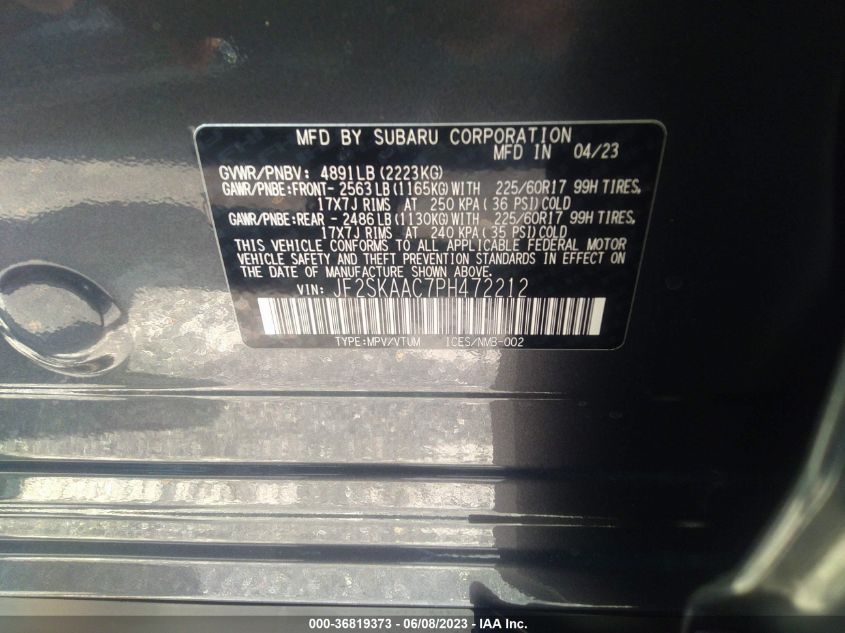 MFD BY SUBARU CORPORATION
MFD IN 04/23
GVWR/PNBV: 4891LB(2223KG)
GAWR/PNBE:FRONT- 2563LB(1165KG)WITH 225/60R17 99H TIRES,
17X7J RIMS AT 250 KPA( 36 PSI)COLD
GAWR/PNBE:REAR - 2486LB(1130KG)WITH 225/60R17 99H TIRES,
17X7J RIMS AT 240 KPA( 35 PSI)COLD
THIS VEHICLE CONFORMS TO ALL APPLICABLE FEDERAL MOTOR
VEHICLE SAFETY AND THEFT PREVENTION STANDARDS IN EFFECT ON
THE DATE OF MANUFACTURE SHOWN ABOVE.
VIN: JF2SKAAC7PH472212
TYPE:MPV/VTUM ICES/NMB-002
000-36819373 - 06/08/2023 - IAA Inc.